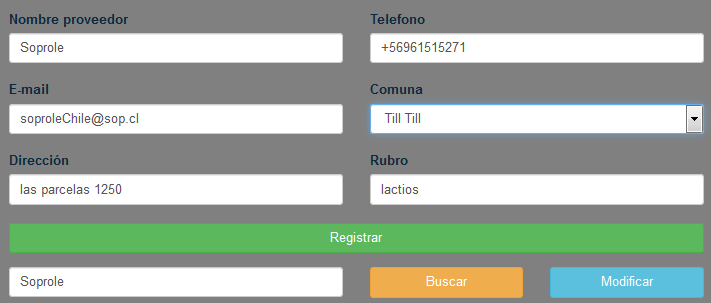 Nombre proveedor
Telefono
Soprole
+56961515271
E-mail
Comuna
soproleChile@sop.cl
Till Till
Dirección
Rubro
las parcelas 1250
lactios
Registrar
Soprole
Buscar
Modificar